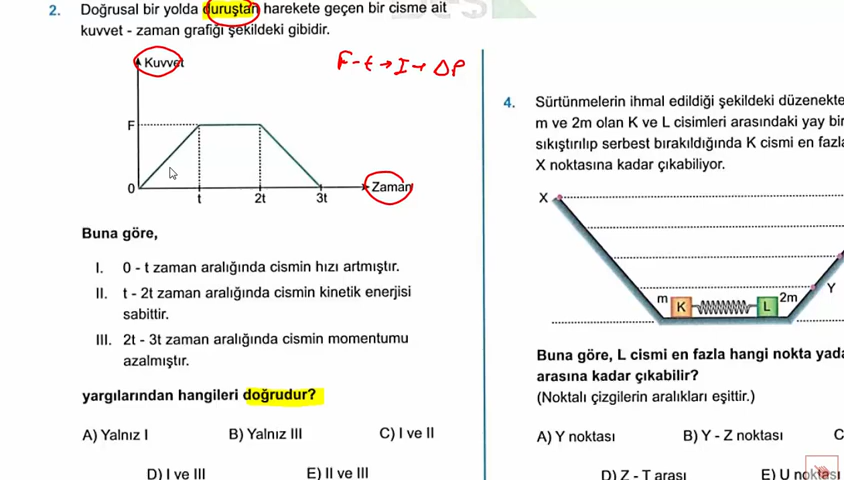 2. Doğrusal bir yolda duruştan harekete geçen bir cisme ait
kuvvet - zaman grafiği şekildeki gibidir.
F-t→I→ΔP
Kuvvet
F
0
t
2t
3t
Zaman
Buna göre,
I. 0 - t zaman aralığında cismin hızı artmıştır.
II. t - 2t zaman aralığında cismin kinetik enerjisi
sabittir.
III. 2t - 3t zaman aralığında cismin momentumu
azalmıştır.
yargılarından hangileri doğrudur?
A) Yalnız I B) Yalnız III C) I ve II
D) I ve III E) II ve III
4. Sürtünmelerin ihmal edildiği şekildeki düzenekte
m ve 2m olan K ve L cisimleri arasındaki yay bir
sıkıştırılıp serbest bırakıldığında K cismi en fazla
X noktasına kadar çıkabiliyor.
X
m
K
L
2m
Y
Buna göre, L cismi en fazla hangi nokta yada
arasına kadar çıkabilir?
(Noktalı çizgilerin aralıkları eşittir.)
A) Y noktası B) Y - Z noktası C
D) Z - T arası E) U noktası